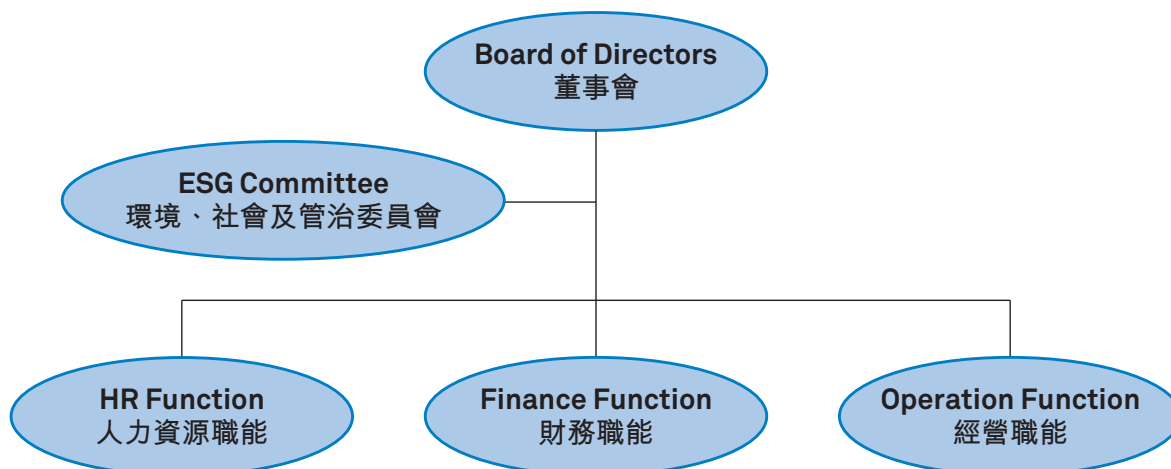 Board of Directors
董事會
ESG Committee
環境、社會及管治委員會
HR Function
人力資源職能
Finance Function
財務職能
Operation Function
經營職能